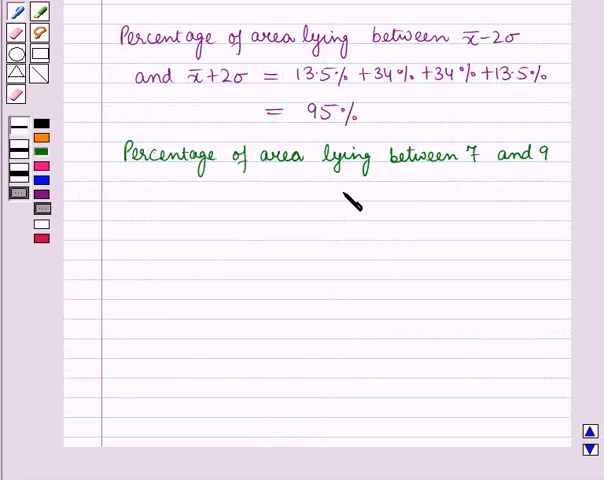 Percentage of area lying between x̄-2σ
and x̄+2σ = 13.5% +34% +34% +13.5%
= 95%
Percentage of area lying between 7 and 9